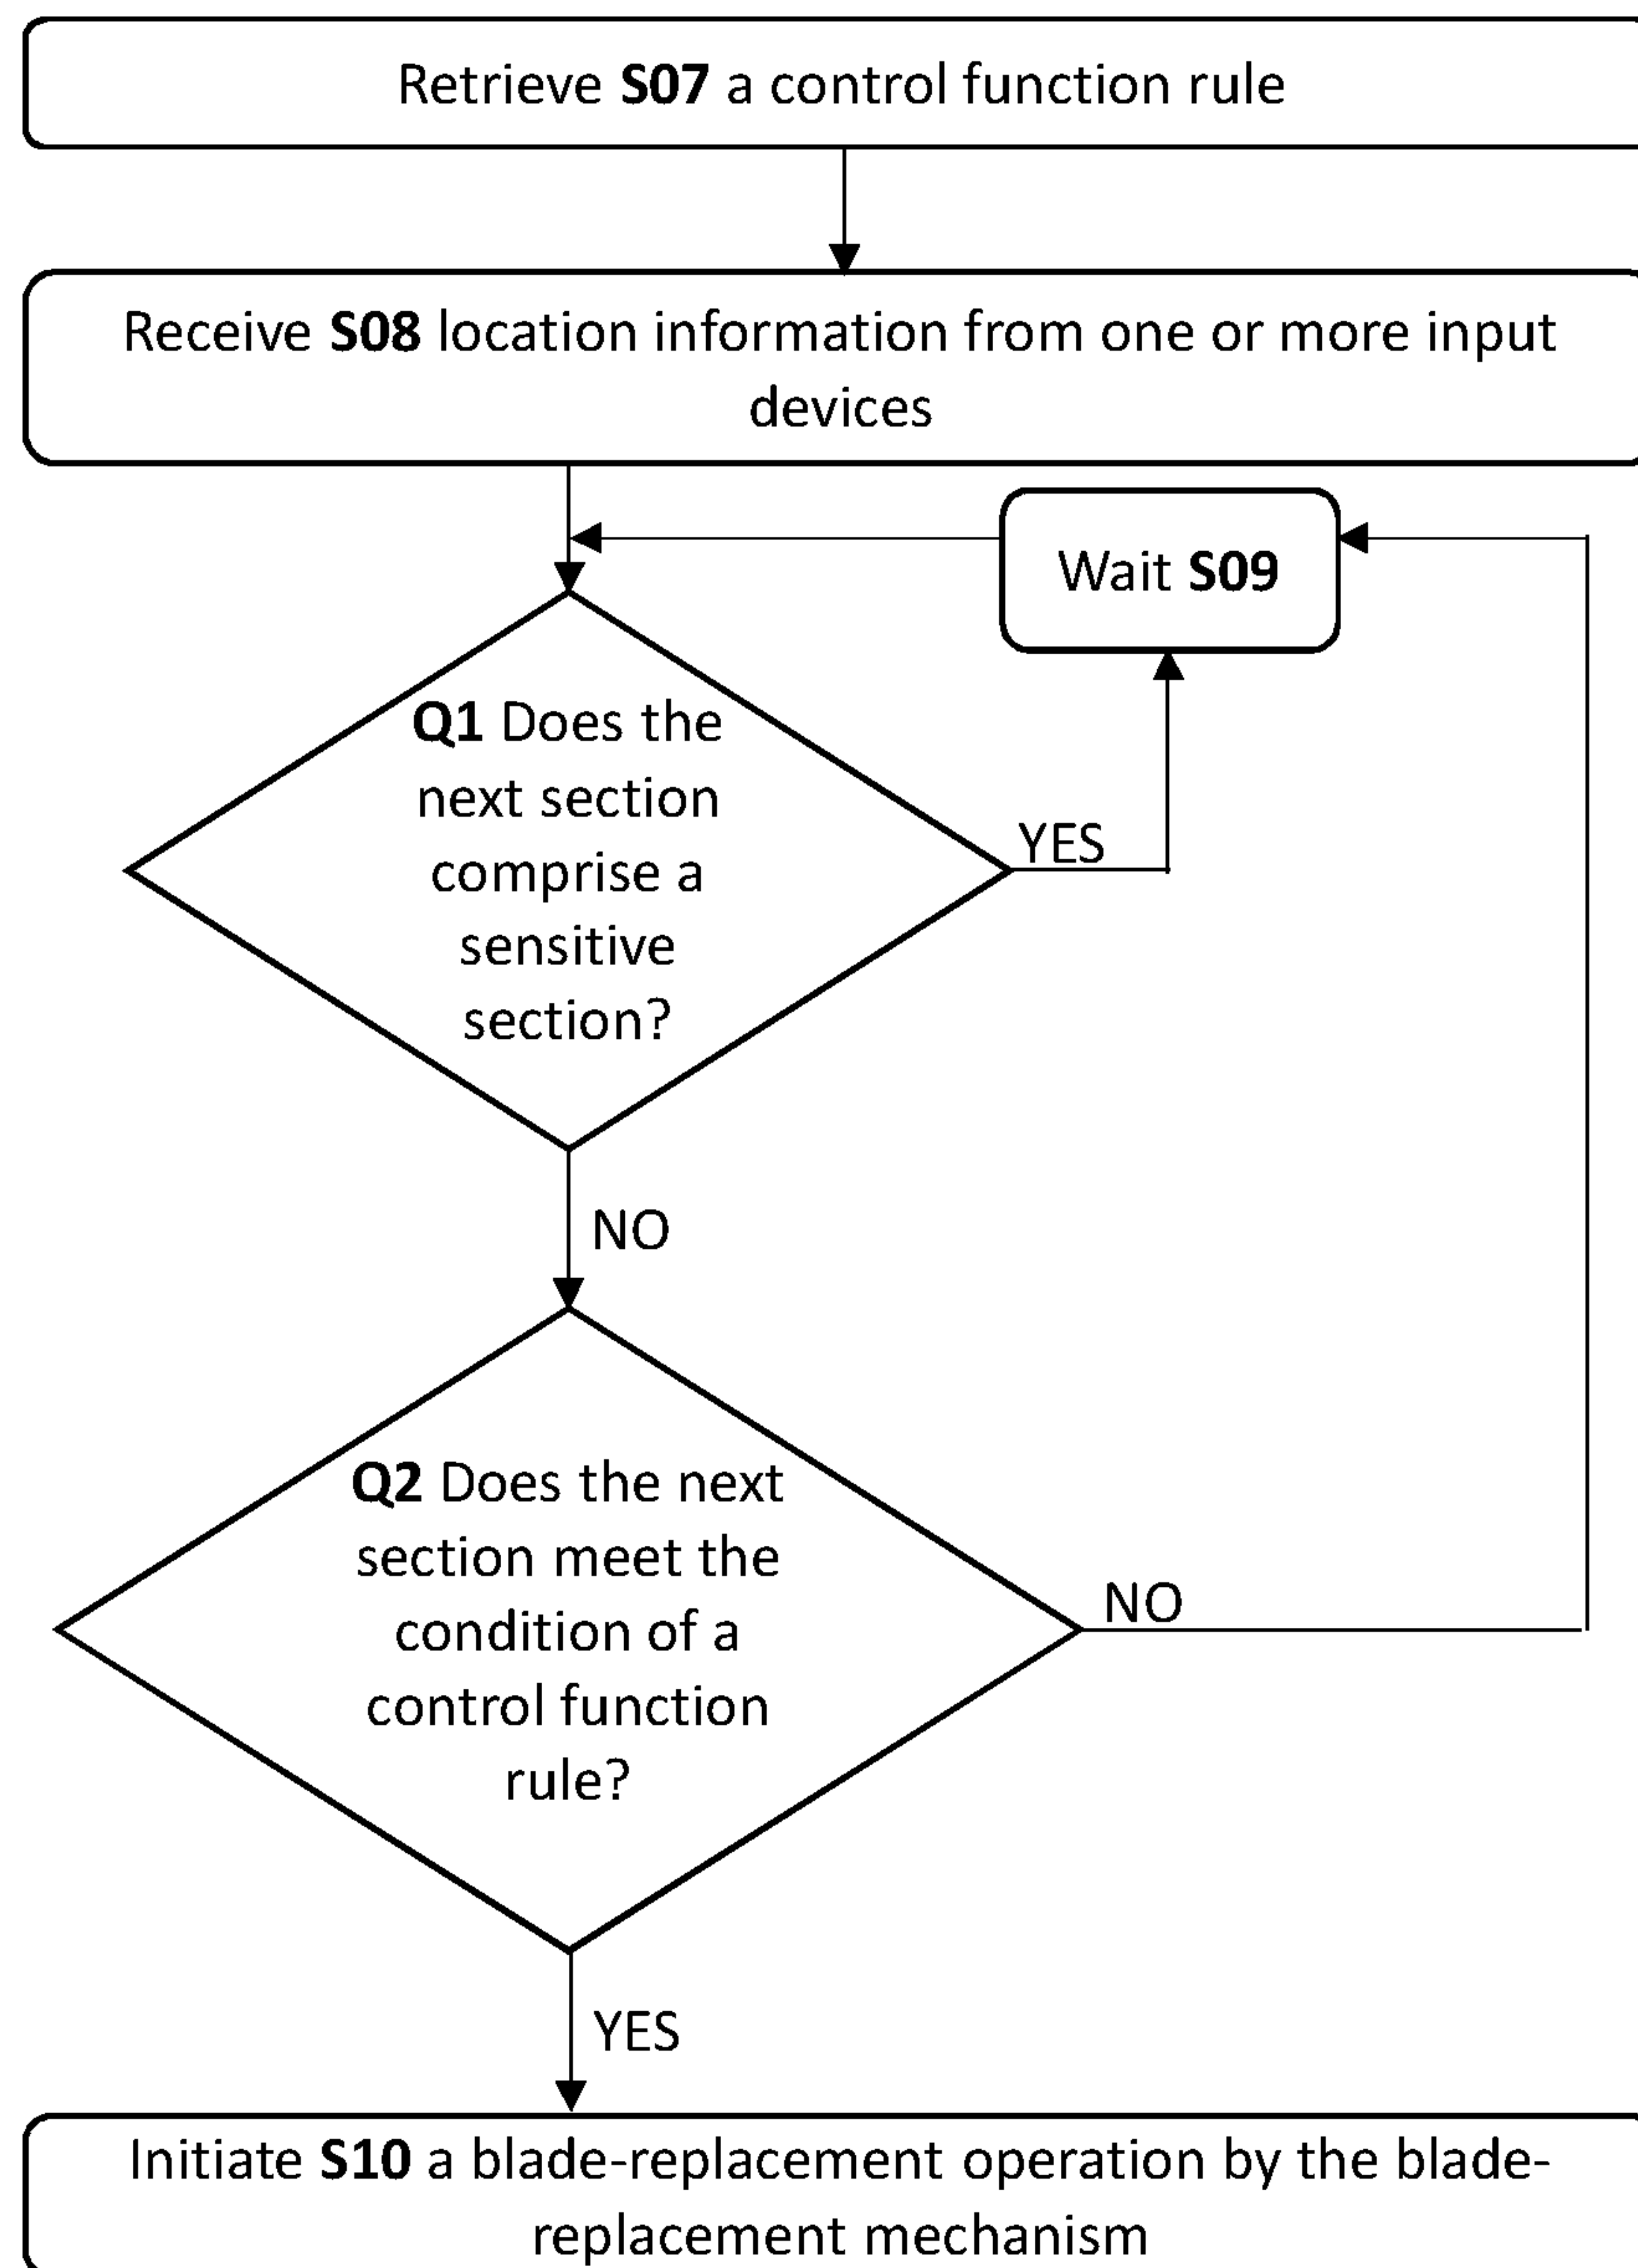 Retrieve S07 a control function rule
Receive S08 location information from one or more input
devices
Wait S09
Q1 Does the
next section
comprise a
sensitive
section?
YES
NO
Q2 Does the next
section meet the
condition of a
control function
rule?
NO
YES
Initiate S10 a blade-replacement operation by the blade-
replacement mechanism